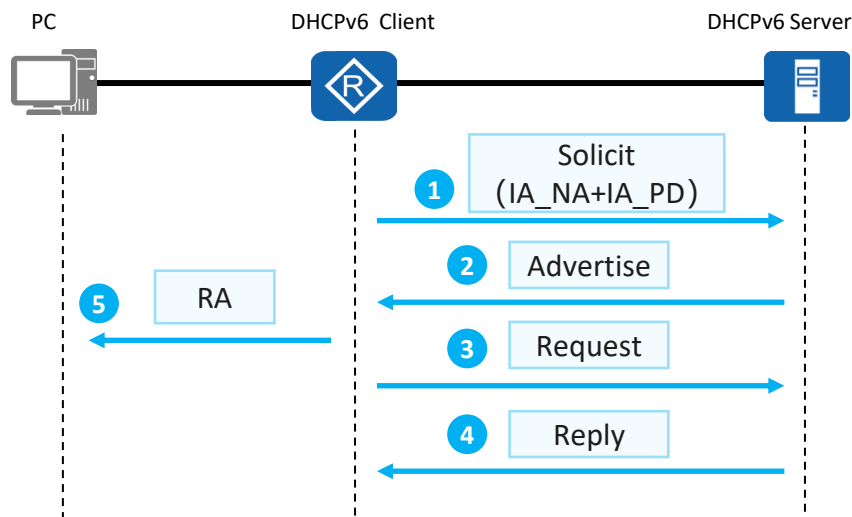 PC
DHCPv6 Client
DHCPv6 Server
R
Solicit
(IA_NA+IA_PD)
1
2
Advertise
5
RA
3
Request
4
Reply